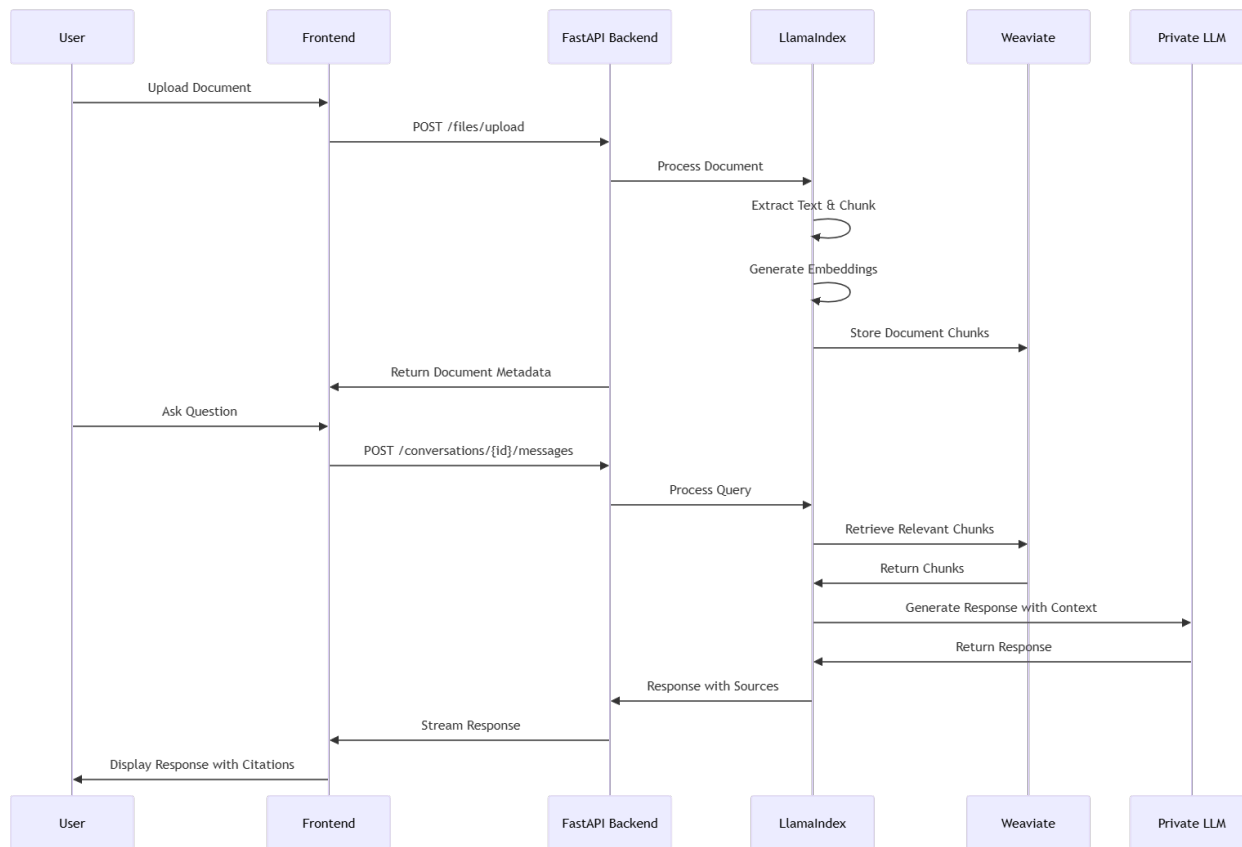 User
Frontend
FastAPI Backend
LlamaIndex
Weaviate
Private LLM
Upload Document
POST /files/upload
Process Document
Extract Text & Chunk
Generate Embeddings
Store Document Chunks
Return Document Metadata
Ask Question
POST /conversations/{id}/messages
Process Query
Retrieve Relevant Chunks
Return Chunks
Generate Response with Context
Return Response
Response with Sources
Stream Response
Display Response with Citations
User
Frontend
FastAPI Backend
LlamaIndex
Weaviate
Private LLM